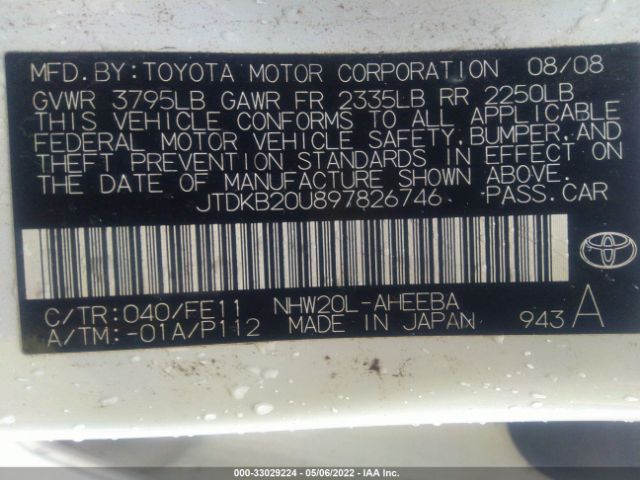 MFD. BY: TOYOTA MOTOR CORPORATION 08/08
GVWR 3795LB GAWR FR 2335LB RR 2250LB
THIS VEHICLE CONFORMS TO ALL APPLICABLE
FEDERAL MOTOR VEHICLE SAFETY, BUMPER, AND
THEFT PREVENTION STANDARDS IN EFFECT ON
THE DATE OF MANUFACTURE SHOWN ABOVE.
JTDKB20U897826746 PASS. CAR
C/TR: 040/FE11 NHW20L-AHEEBA
A/TM: -01A/P112 MADE IN JAPAN 943 A
000-33029224 - 05/06/2022 - IAA Inc.